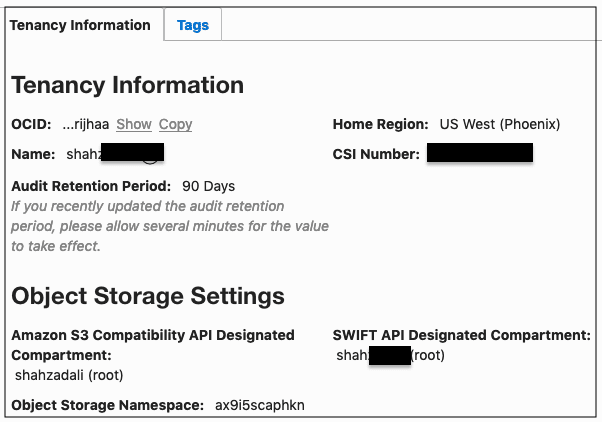 Tenancy Information Tags
Tenancy Information
OCID: ...rijhaa Show Copy Home Region: US West (Phoenix)
Name: CSI Number:
Audit Retention Period: 90 Days
If you recently updated the audit retention
period, please allow several minutes for the value
to take effect.
Object Storage Settings
Amazon S3 Compatibility API Designated SWIFT API Designated Compartment:
Compartment: (root)
shahzadali (root)
Object Storage Namespace: ax9i5scaphkn